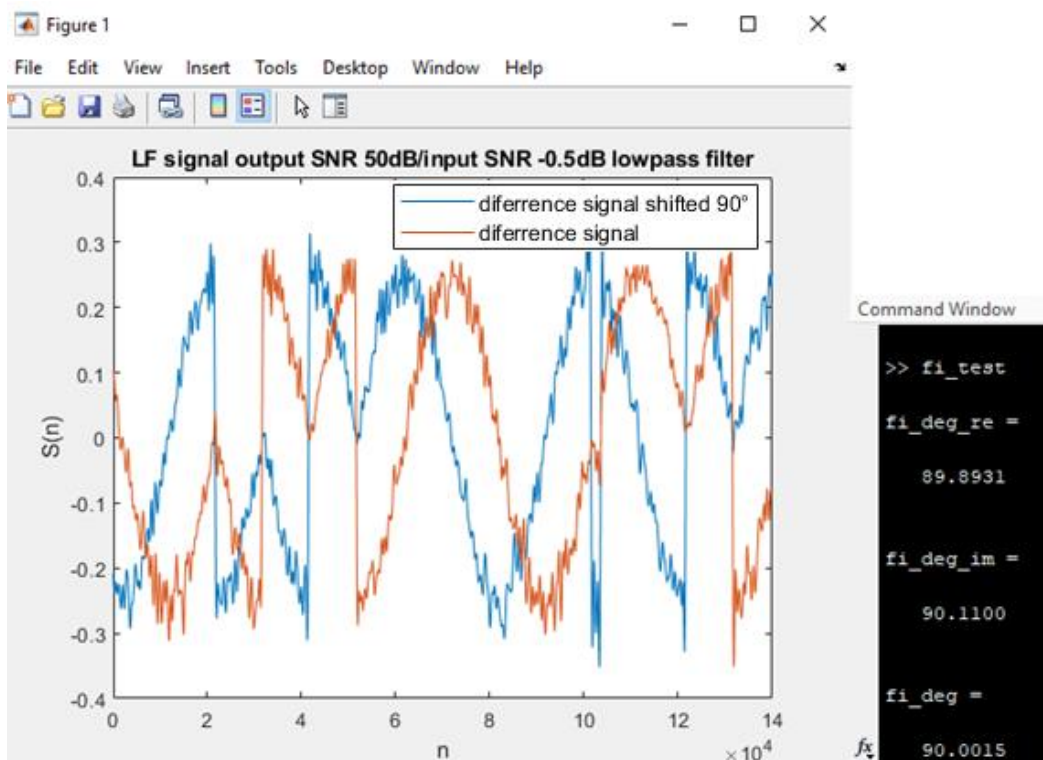 Figure 1
File Edit View Insert Tools Desktop Window Help
LF signal output SNR 50dB/input SNR -0.5dB lowpass filter
diferrence signal shifted 90°
diferrence signal
0.4
0.3
0.2
0.1
0
-0.1
-0.2
-0.3
-0.4
S(n)
0 2 4 6 8 10 12 14
n
×10⁴
Command Window
>> fi_test
fi_deg_re =
89.8931
fi_deg_im =
90.1100
fi_deg =
fx
90.0015